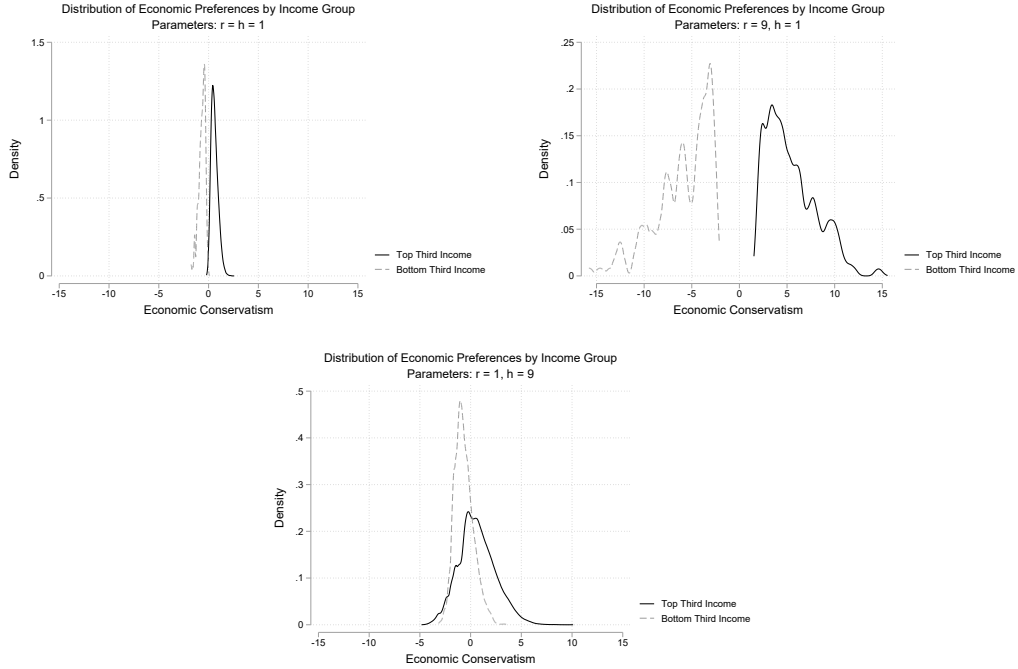 Distribution of Economic Preferences by Income Group
Parameters: r = h = 1
1.5
1
.5
0
Density
-15 -10 -5 0 5 10 15
Economic Conservatism
Top Third Income
Bottom Third Income
Distribution of Economic Preferences by Income Group
Parameters: r = 9, h = 1
.25
.2
.15
.1
.05
0
Density
-15 -10 -5 0 5 10 15
Economic Conservatism
Top Third Income
Bottom Third Income
Distribution of Economic Preferences by Income Group
Parameters: r = 1, h = 9
.5
.4
.3
.2
.1
0
Density
-15 -10 -5 0 5 10 15
Economic Conservatism
Top Third Income
Bottom Third Income